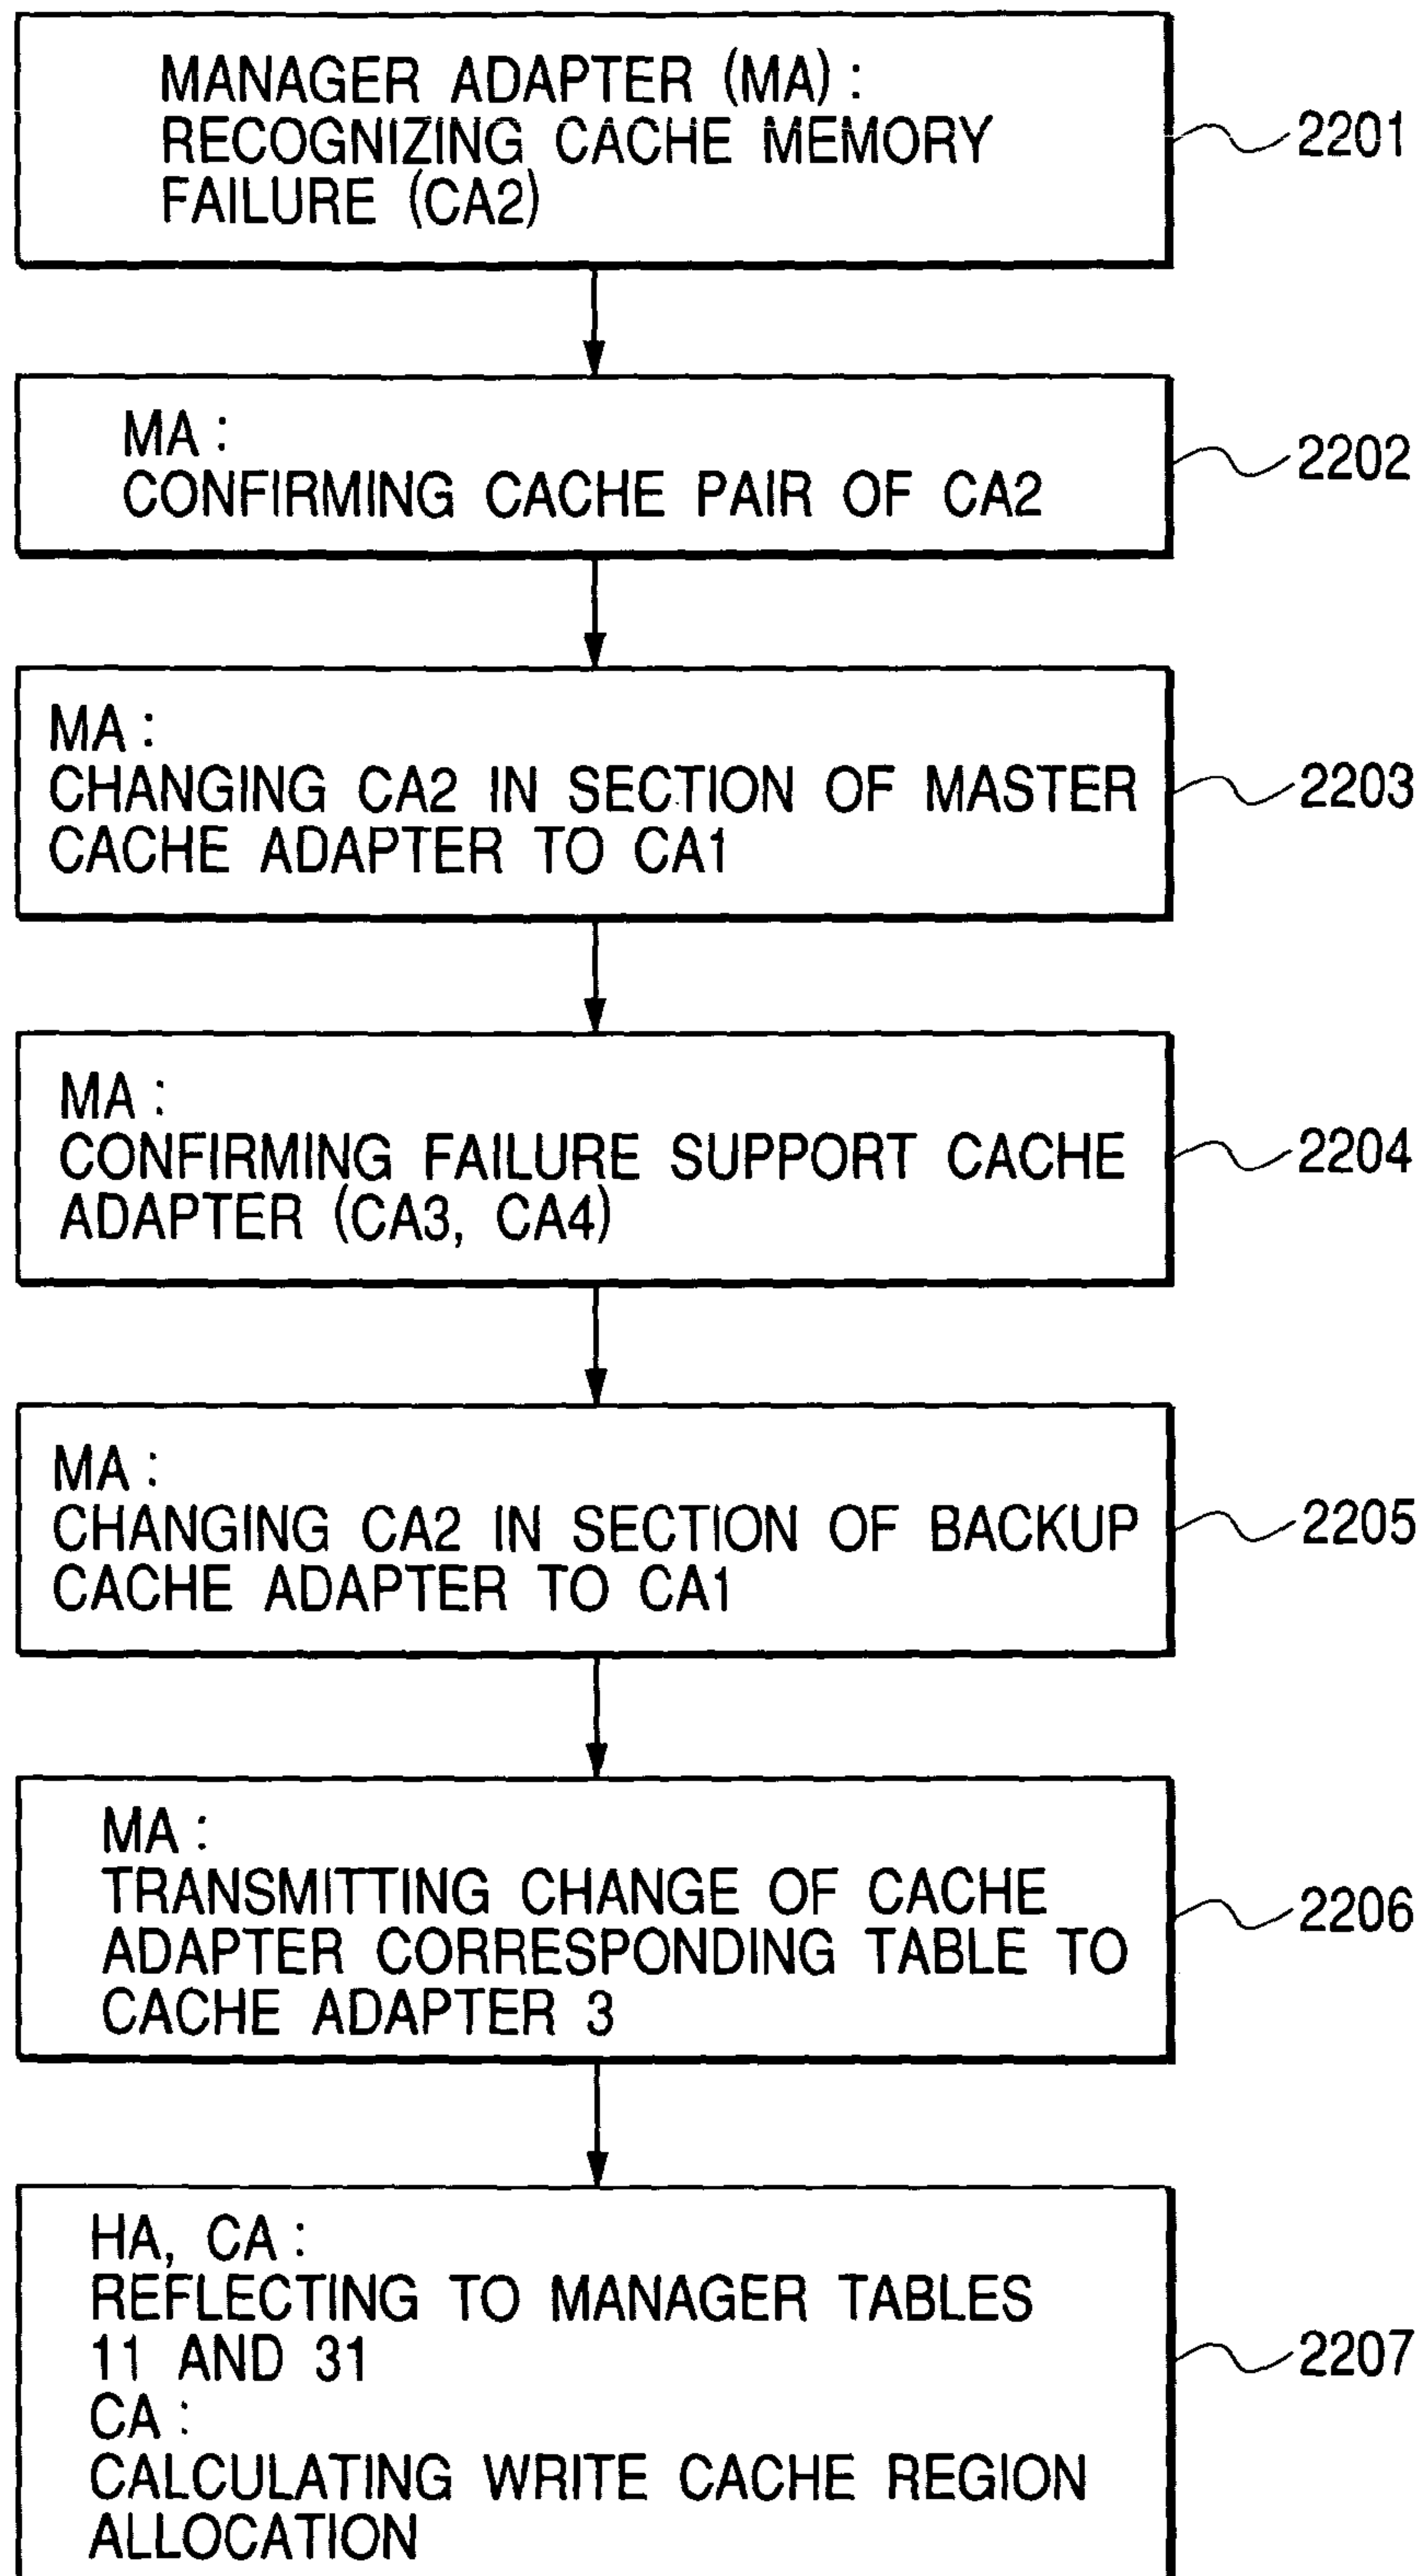 MANAGER ADAPTER (MA) :
RECOGNIZING CACHE MEMORY
FAILURE (CA2)
2201
MA :
CONFIRMING CACHE PAIR OF CA2
2202
MA :
CHANGING CA2 IN SECTION OF MASTER
CACHE ADAPTER TO CA1
2203
MA :
CONFIRMING FAILURE SUPPORT CACHE
ADAPTER (CA3, CA4)
2204
MA :
CHANGING CA2 IN SECTION OF BACKUP
CACHE ADAPTER TO CA1
2205
MA :
TRANSMITTING CHANGE OF CACHE
ADAPTER CORRESPONDING TABLE TO
CACHE ADAPTER 3
2206
HA, CA :
REFLECTING TO MANAGER TABLES
11 AND 31
CA :
CALCULATING WRITE CACHE REGION
ALLOCATION
2207